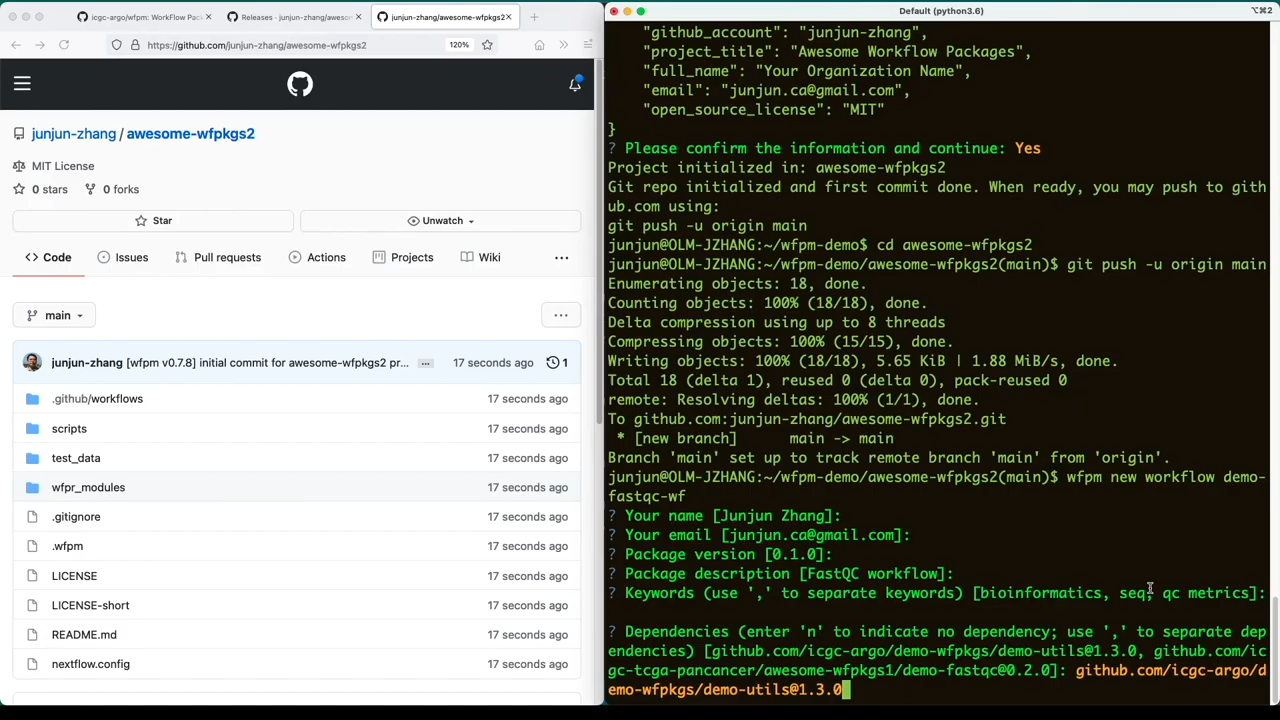 icgc-argo/wfpm: WorkFlow Pac
Releases · junjun-zhang/awesom
junjun-zhang/awesome-wfpkgs2
https://github.com/junjun-zhang/awesome-wfpkgs2
120%
junjun-zhang / awesome-wfpkgs2
MIT License
0 stars
0 forks
Star
Unwatch
Code
Issues
Pull requests
Actions
Projects
Wiki
main
junjun-zhang [wfpm v0.7.8] initial commit for awesome-wfpkgs2 pr...
17 seconds ago
1
.github/workflows
17 seconds ago
scripts
17 seconds ago
test_data
17 seconds ago
wfpr_modules
17 seconds ago
.gitignore
17 seconds ago
.wfpm
17 seconds ago
LICENSE
17 seconds ago
LICENSE-short
17 seconds ago
README.md
17 seconds ago
nextflow.config
17 seconds ago
Default (python3.6)
⌥⌘2
"github_account": "junjun-zhang",
"project_title": "Awesome Workflow Packages",
"full_name": "Your Organization Name",
"email": "junjun.ca@gmail.com",
"open_source_license": "MIT"
}
? Please confirm the information and continue: Yes
Project initialized in: awesome-wfpkgs2
Git repo initialized and first commit done. When ready, you may push to gith
ub.com using:
git push -u origin main
junjun@OLM-JZHANG:~/wfpm-demo$ cd awesome-wfpkgs2
junjun@OLM-JZHANG:~/wfpm-demo/awesome-wfpkgs2(main)$ git push -u origin main
Enumerating objects: 18, done.
Counting objects: 100% (18/18), done.
Delta compression using up to 8 threads
Compressing objects: 100% (15/15), done.
Writing objects: 100% (18/18), 5.65 KiB | 1.88 MiB/s, done.
Total 18 (delta 1), reused 0 (delta 0), pack-reused 0
remote: Resolving deltas: 100% (1/1), done.
To github.com:junjun-zhang/awesome-wfpkgs2.git
* [new branch]      main -> main
Branch 'main' set up to track remote branch 'main' from 'origin'.
junjun@OLM-JZHANG:~/wfpm-demo/awesome-wfpkgs2(main)$ wfpm new workflow demo-
fastqc-wf
? Your name [Junjun Zhang]:
? Your email [junjun.ca@gmail.com]:
? Package version [0.1.0]:
? Package description [FastQC workflow]:
? Keywords (use ',' to separate keywords) [bioinformatics, seq, qc metrics]:
? Dependencies (enter 'n' to indicate no dependency; use ',' to separate dep
endencies) [github.com/icgc-argo/demo-wfpkgs/demo-utils@1.3.0, github.com/ic
gc-tcga-pancancer/awesome-wfpkgs1/demo-fastqc@0.2.0]: github.com/icgc-argo/d
emo-wfpkgs/demo-utils@1.3.0